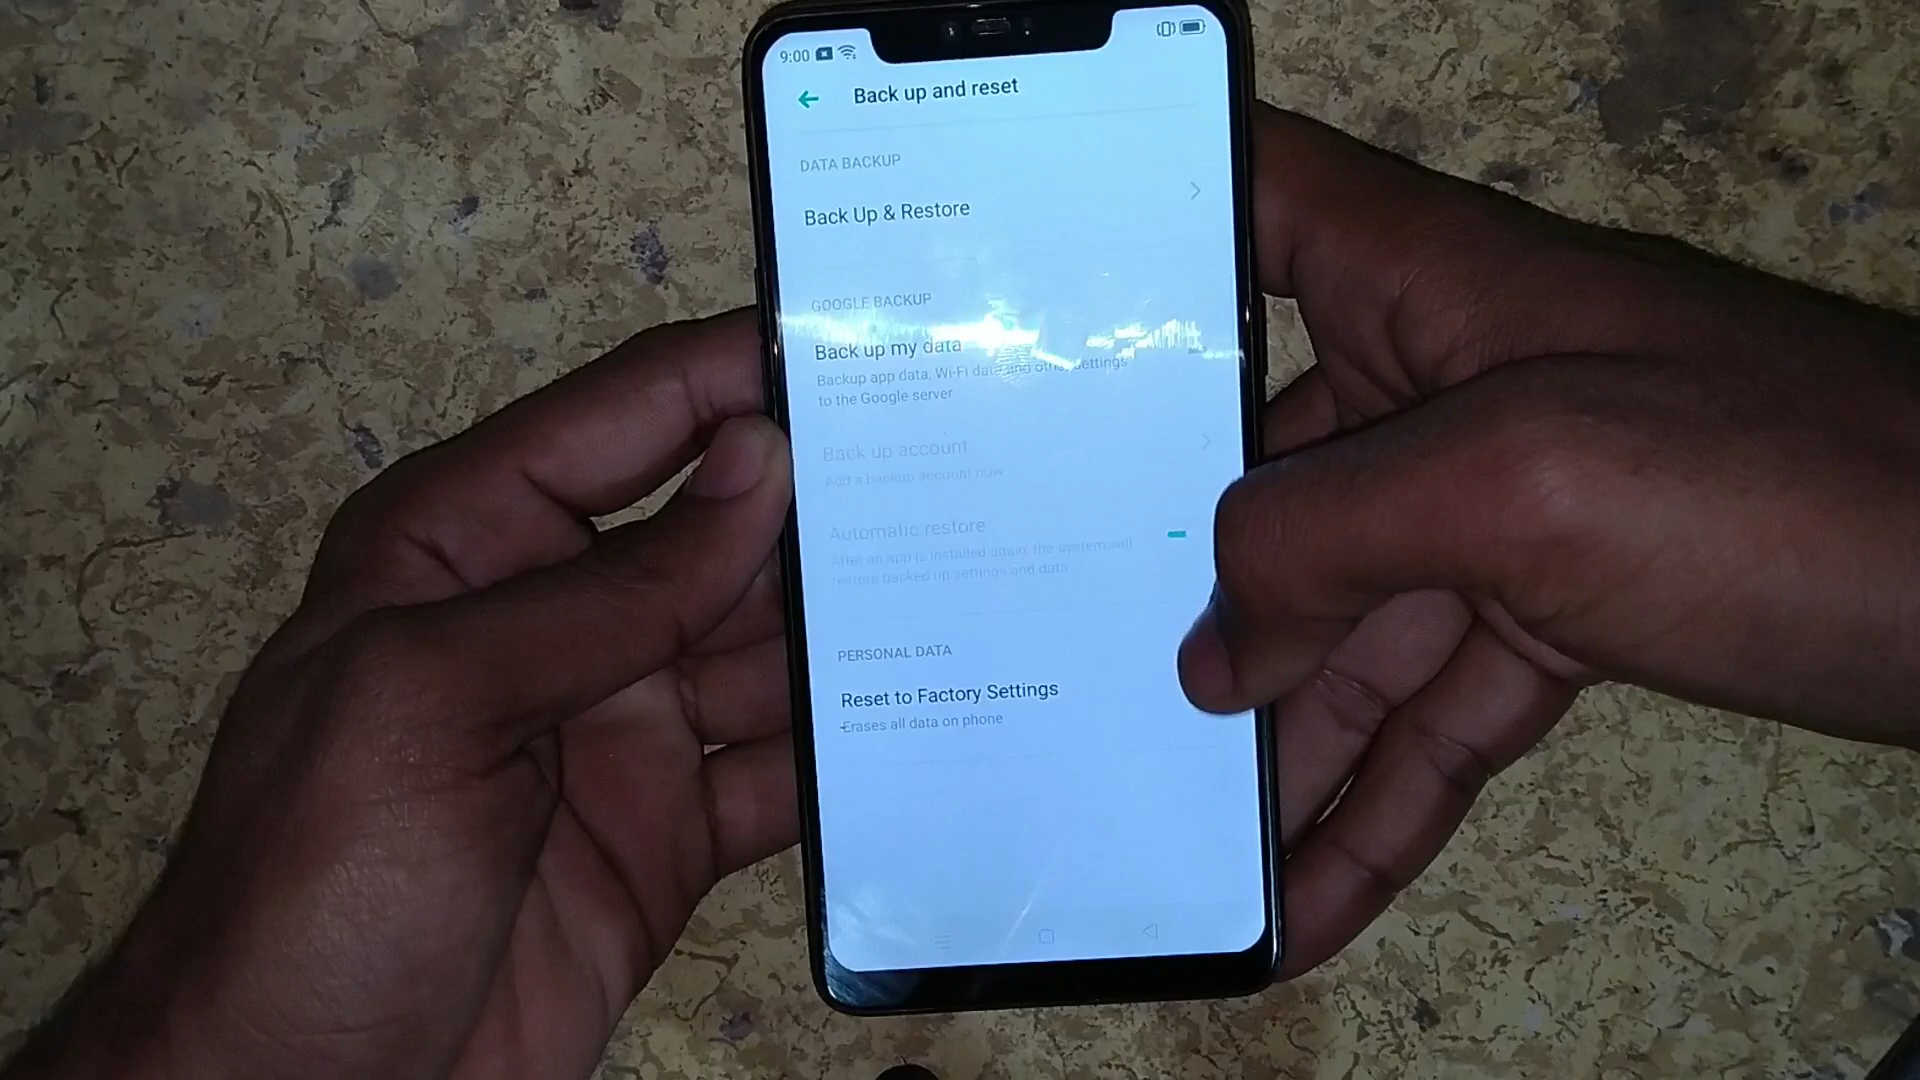 9:00
Back up and reset
DATA BACKUP
Back Up & Restore
GOOGLE BACKUP
Back up my data
Backup app data, Wi-Fi data and other settings
to the Google server
Back up account
Add a backup account now
Automatic restore
After an app is installed again, the system will
restore backed up settings and data
PERSONAL DATA
Reset to Factory Settings
Erases all data on phone